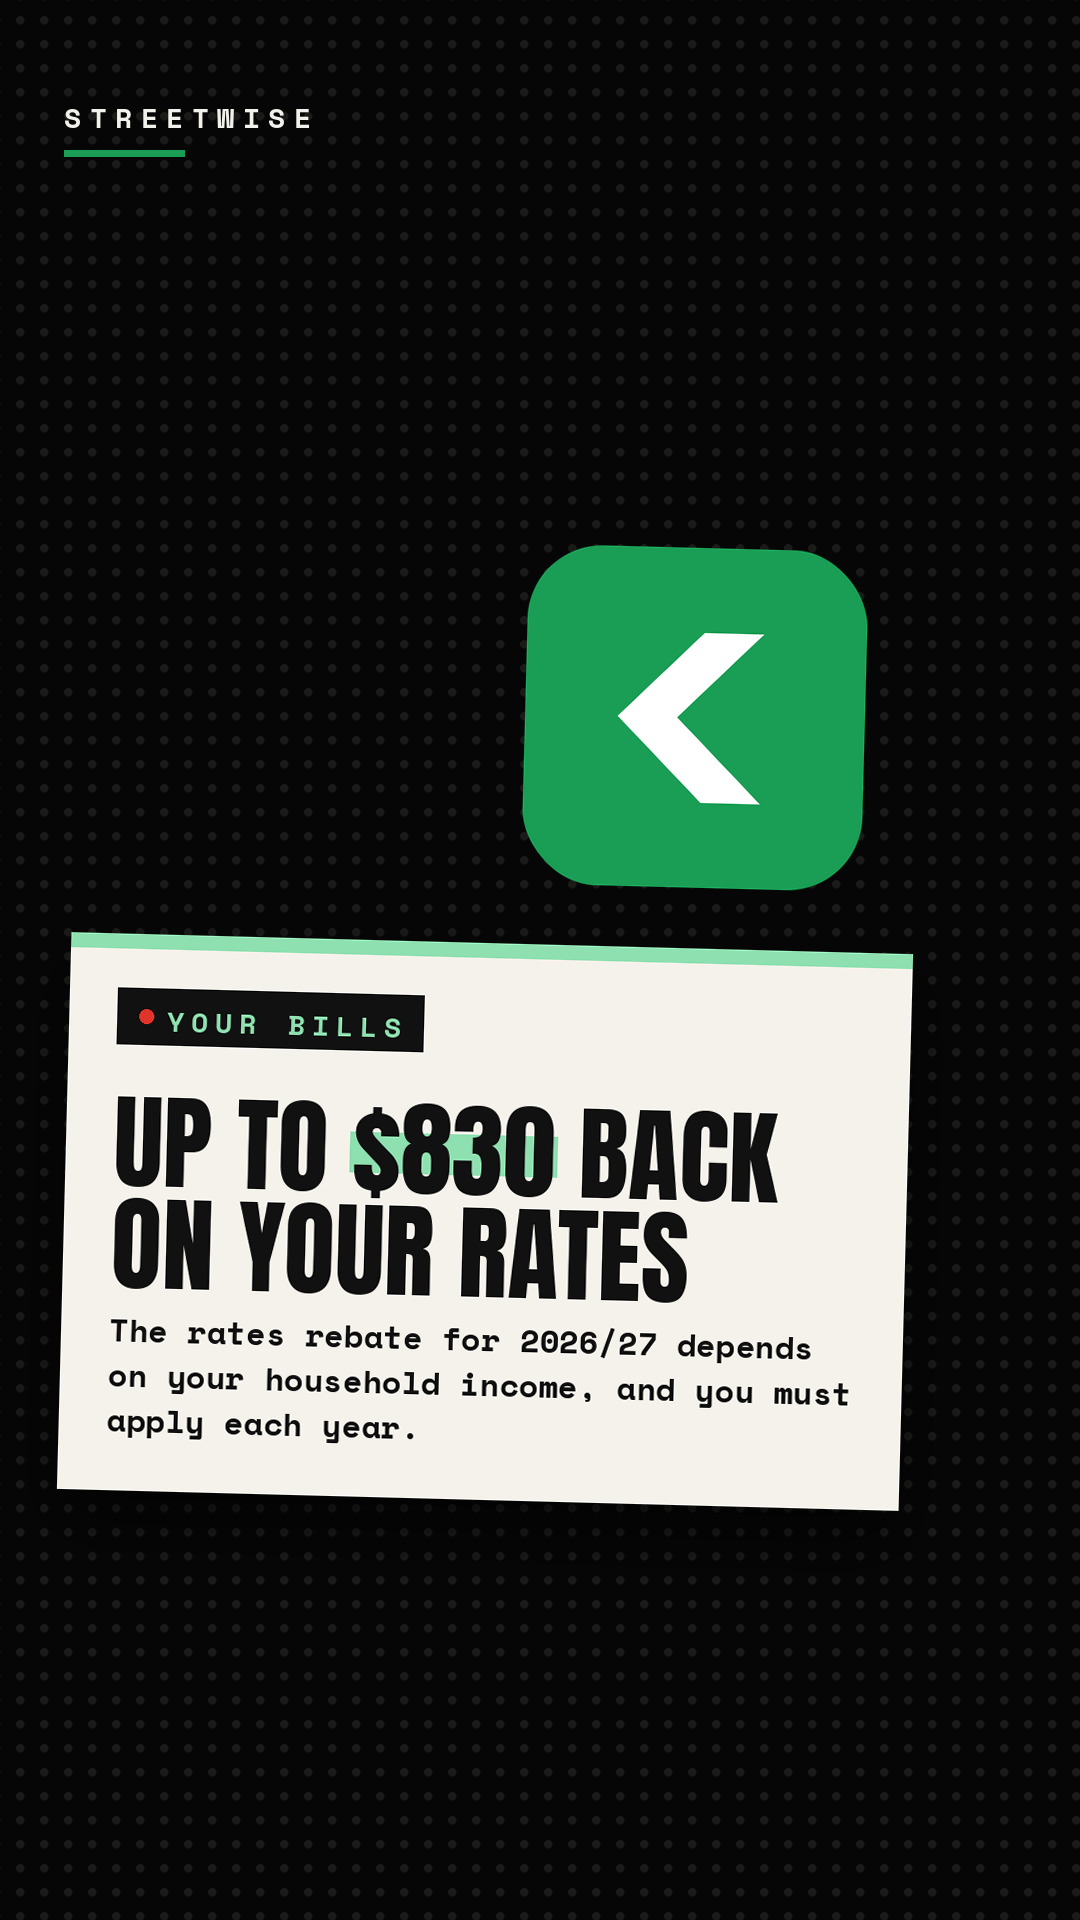 STREETWISE
YOUR BILLS
UP TO $830 BACK
ON YOUR RATES
The rates rebate for 2026/27 depends
on your household income, and you must
apply each year.